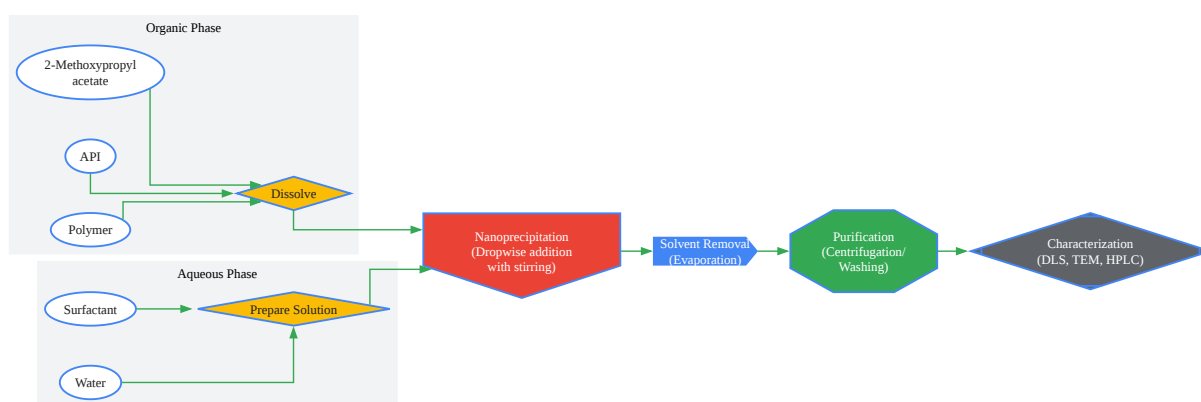 Organic Phase
2-Methoxypropyl
acetate
API
Polymer
Dissolve
Aqueous Phase
Surfactant
Water
Prepare Solution
Nanoprecipitation
(Dropwise addition
with stirring)
Solvent Removal
(Evaporation)
Purification
(Centrifugation/
Washing)
Characterization
(DLS, TEM, HPLC)